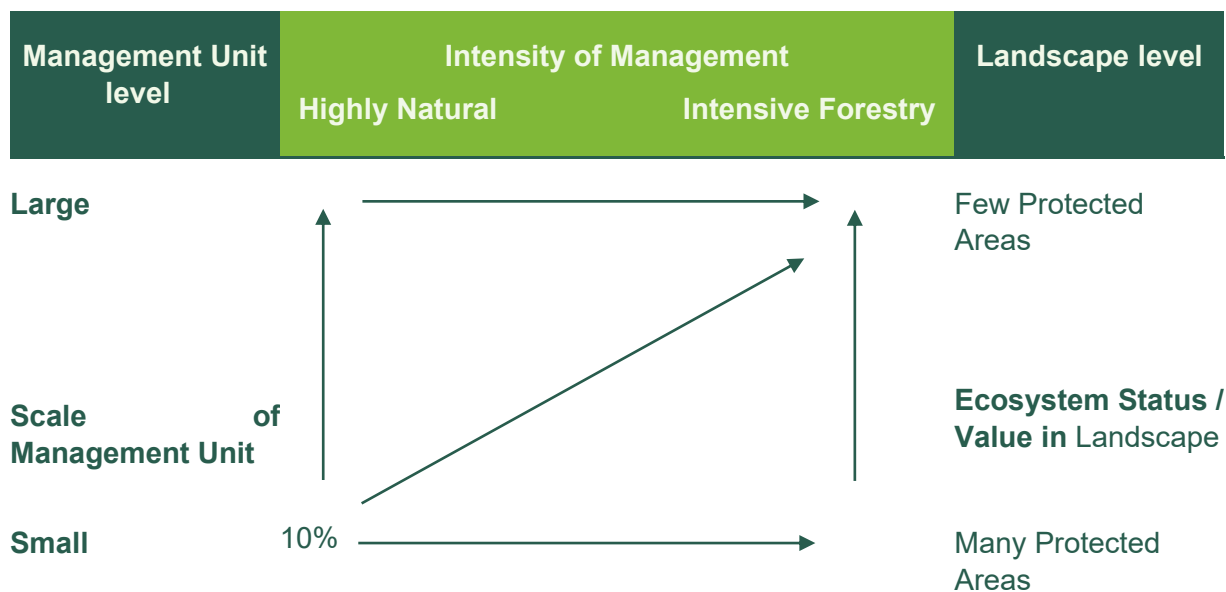 Management Unit
level
Intensity of Management
Highly Natural
Intensive Forestry
Landscape level
Large
Few Protected
Areas
Scale of
Management Unit
Ecosystem Status /
Value in Landscape
Small
10%
Many Protected
Areas